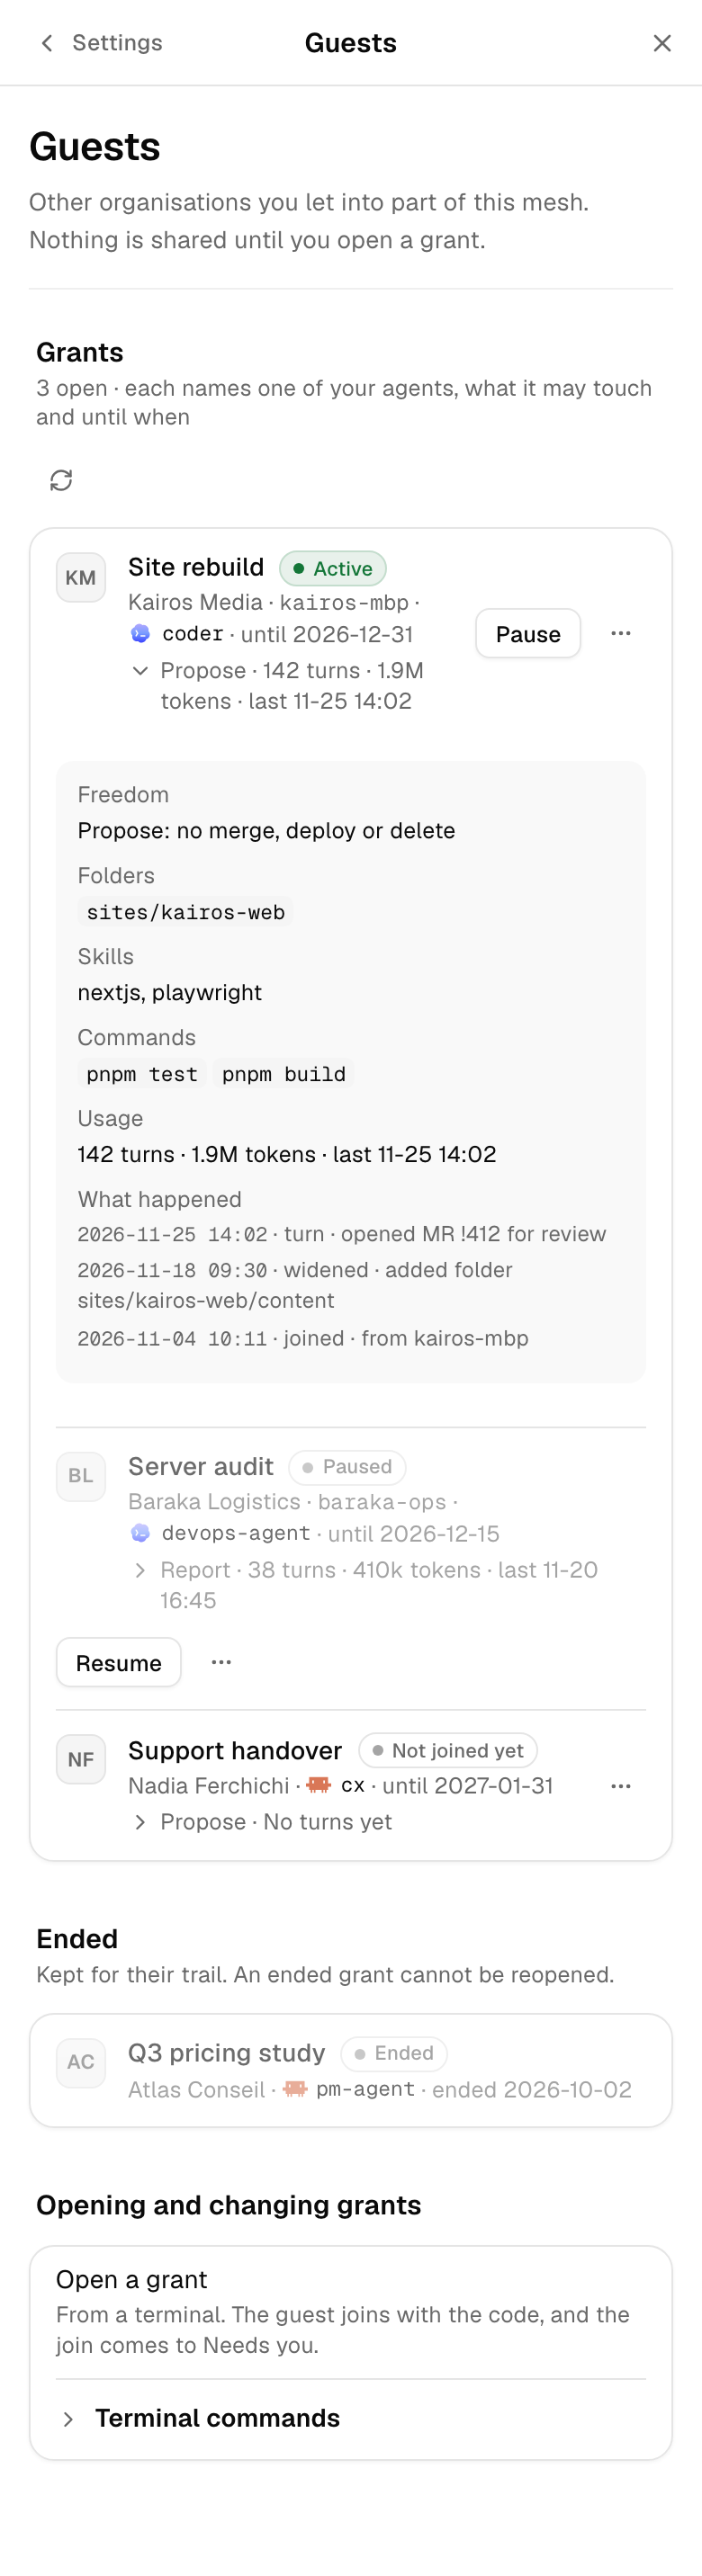 Settings
Guests
Guests
Other organisations you let into part of this mesh.
Nothing is shared until you open a grant.
Grants
3 open · each names one of your agents, what it may touch
and until when
KM
Site rebuild
Active
Kairos Media · kairos-mbp ·
coder · until 2026-12-31
Propose · 142 turns · 1.9M
tokens · last 11-25 14:02
Pause
Freedom
Propose: no merge, deploy or delete
Folders
sites/kairos-web
Skills
nextjs, playwright
Commands
pnpm test pnpm build
Usage
142 turns · 1.9M tokens · last 11-25 14:02
What happened
2026-11-25 14:02 · turn · opened MR !412 for review
2026-11-18 09:30 · widened · added folder
sites/kairos-web/content
2026-11-04 10:11 · joined · from kairos-mbp
BL
Server audit
Paused
Baraka Logistics · baraka-ops ·
devops-agent · until 2026-12-15
Report · 38 turns · 410k tokens · last 11-20
16:45
Resume
NF
Support handover
Not joined yet
Nadia Ferchichi · cx · until 2027-01-31
Propose · No turns yet
Ended
Kept for their trail. An ended grant cannot be reopened.
AC
Q3 pricing study
Ended
Atlas Conseil · pm-agent · ended 2026-10-02
Opening and changing grants
Open a grant
From a terminal. The guest joins with the code, and the
join comes to Needs you.
Terminal commands